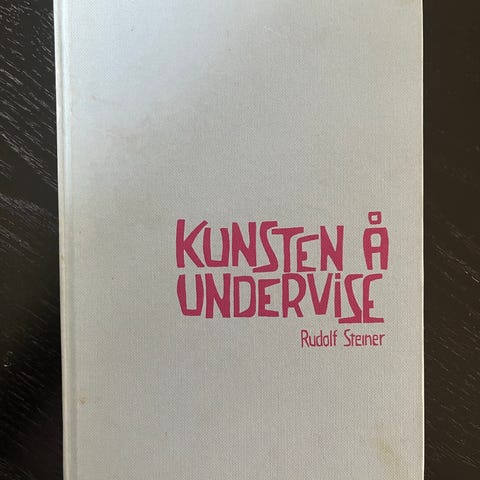 KUNSTEN Å
UNDERVISE
Rudolf Steiner